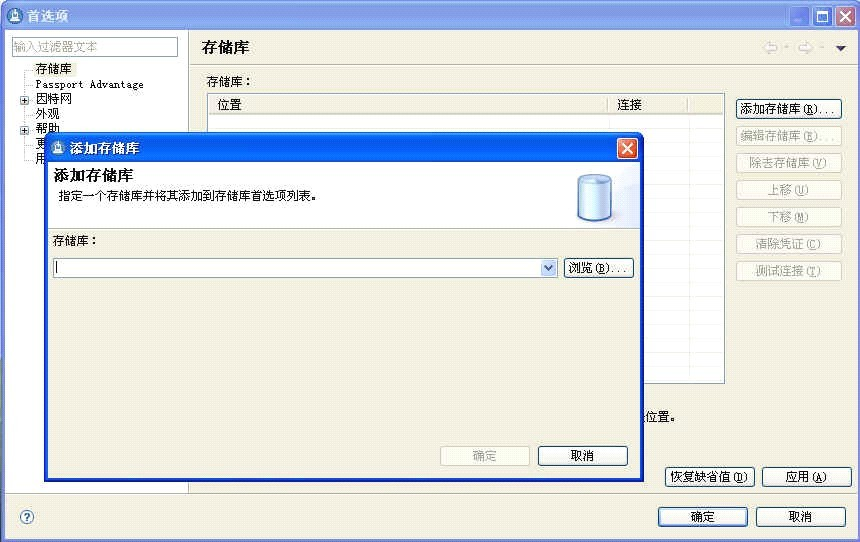 首选项
输入过滤器文本
存储库
Passport Advantage
因特网
外观
帮助
存储库
存储库：
位置 连接
添加存储库(R)...
编辑存储库(E)...
除去存储库(V)
上移(U)
下移(M)
清除凭证(C)
测试连接(T)
添加存储库
添加存储库
指定一个存储库并将其添加到存储库首选项列表。
存储库：
浏览(B)...
确定 取消
位置。
恢复缺省值(D) 应用(A)
确定 取消